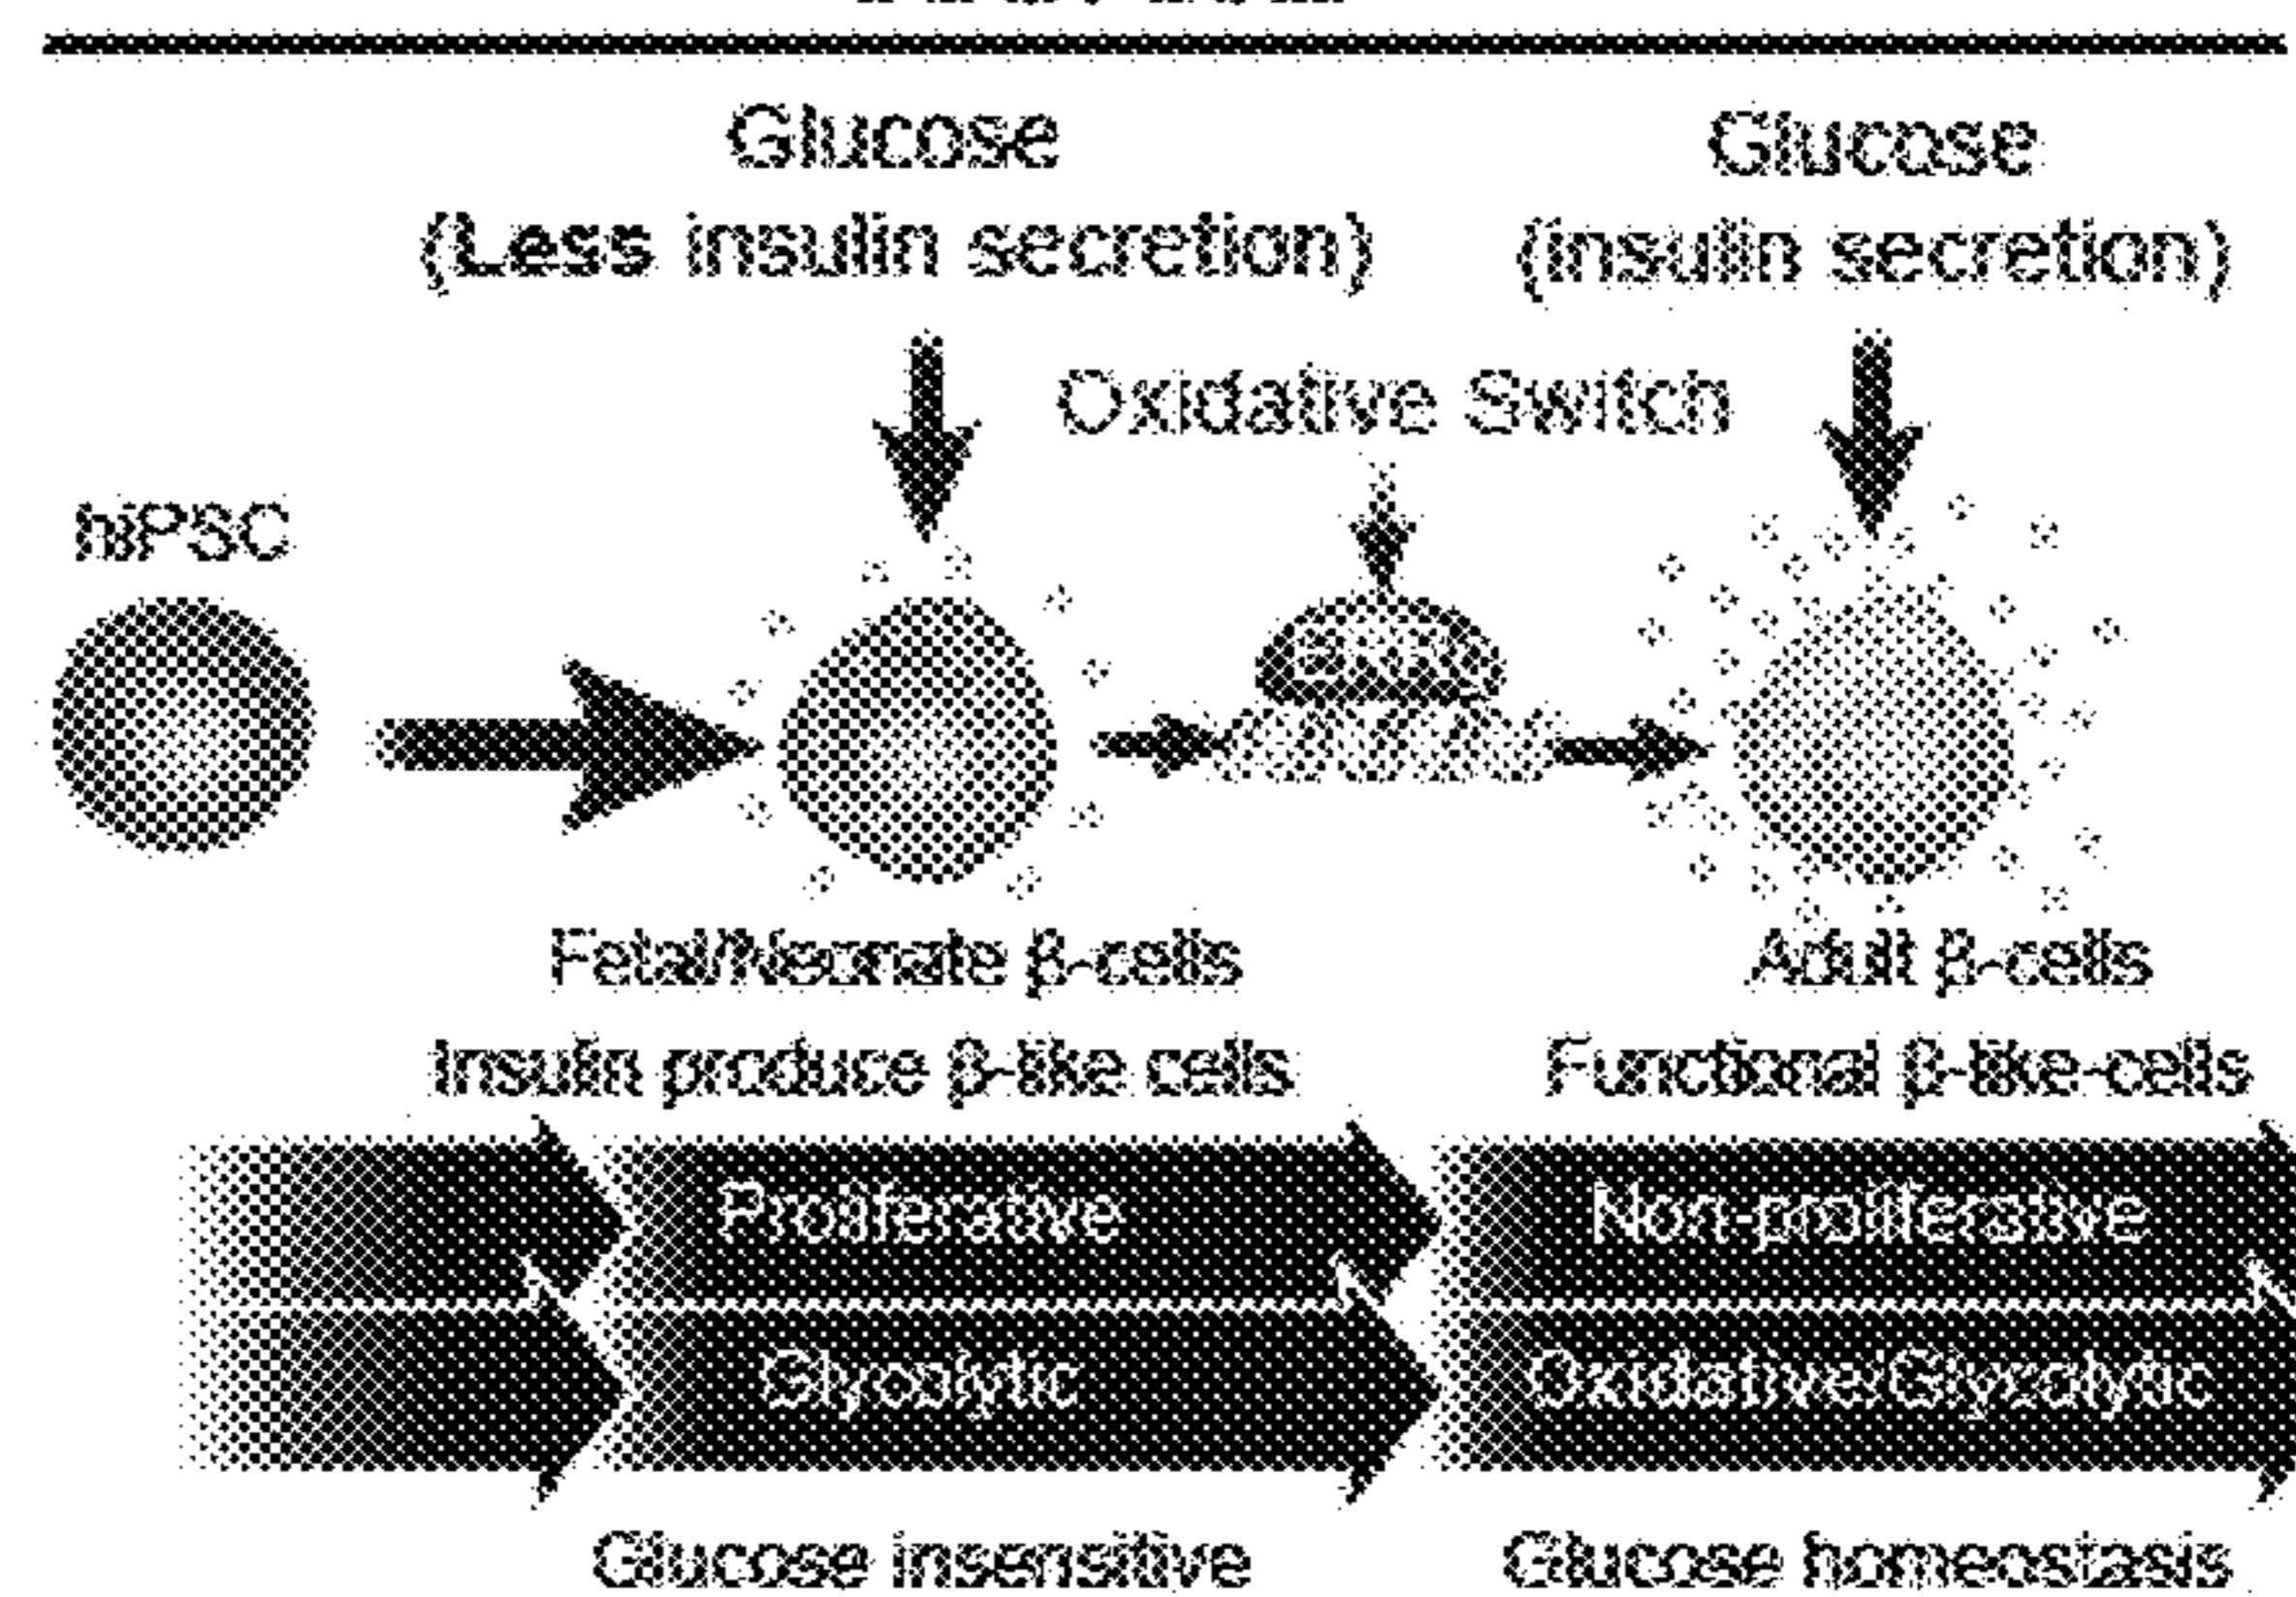 Glucose
(Less insulin secretion)
Glucose
(insulin secretion)
Oxidative Switch
hiPSC
Fetal/Neonate β-cells
Adult β-cells
Insulin produce β-like cells
Functional β-like-cells
Proliferative
Non-proliferative
Glycolytic
Oxidative/Glycolytic
Glucose insensitive
Glucose homeostasis